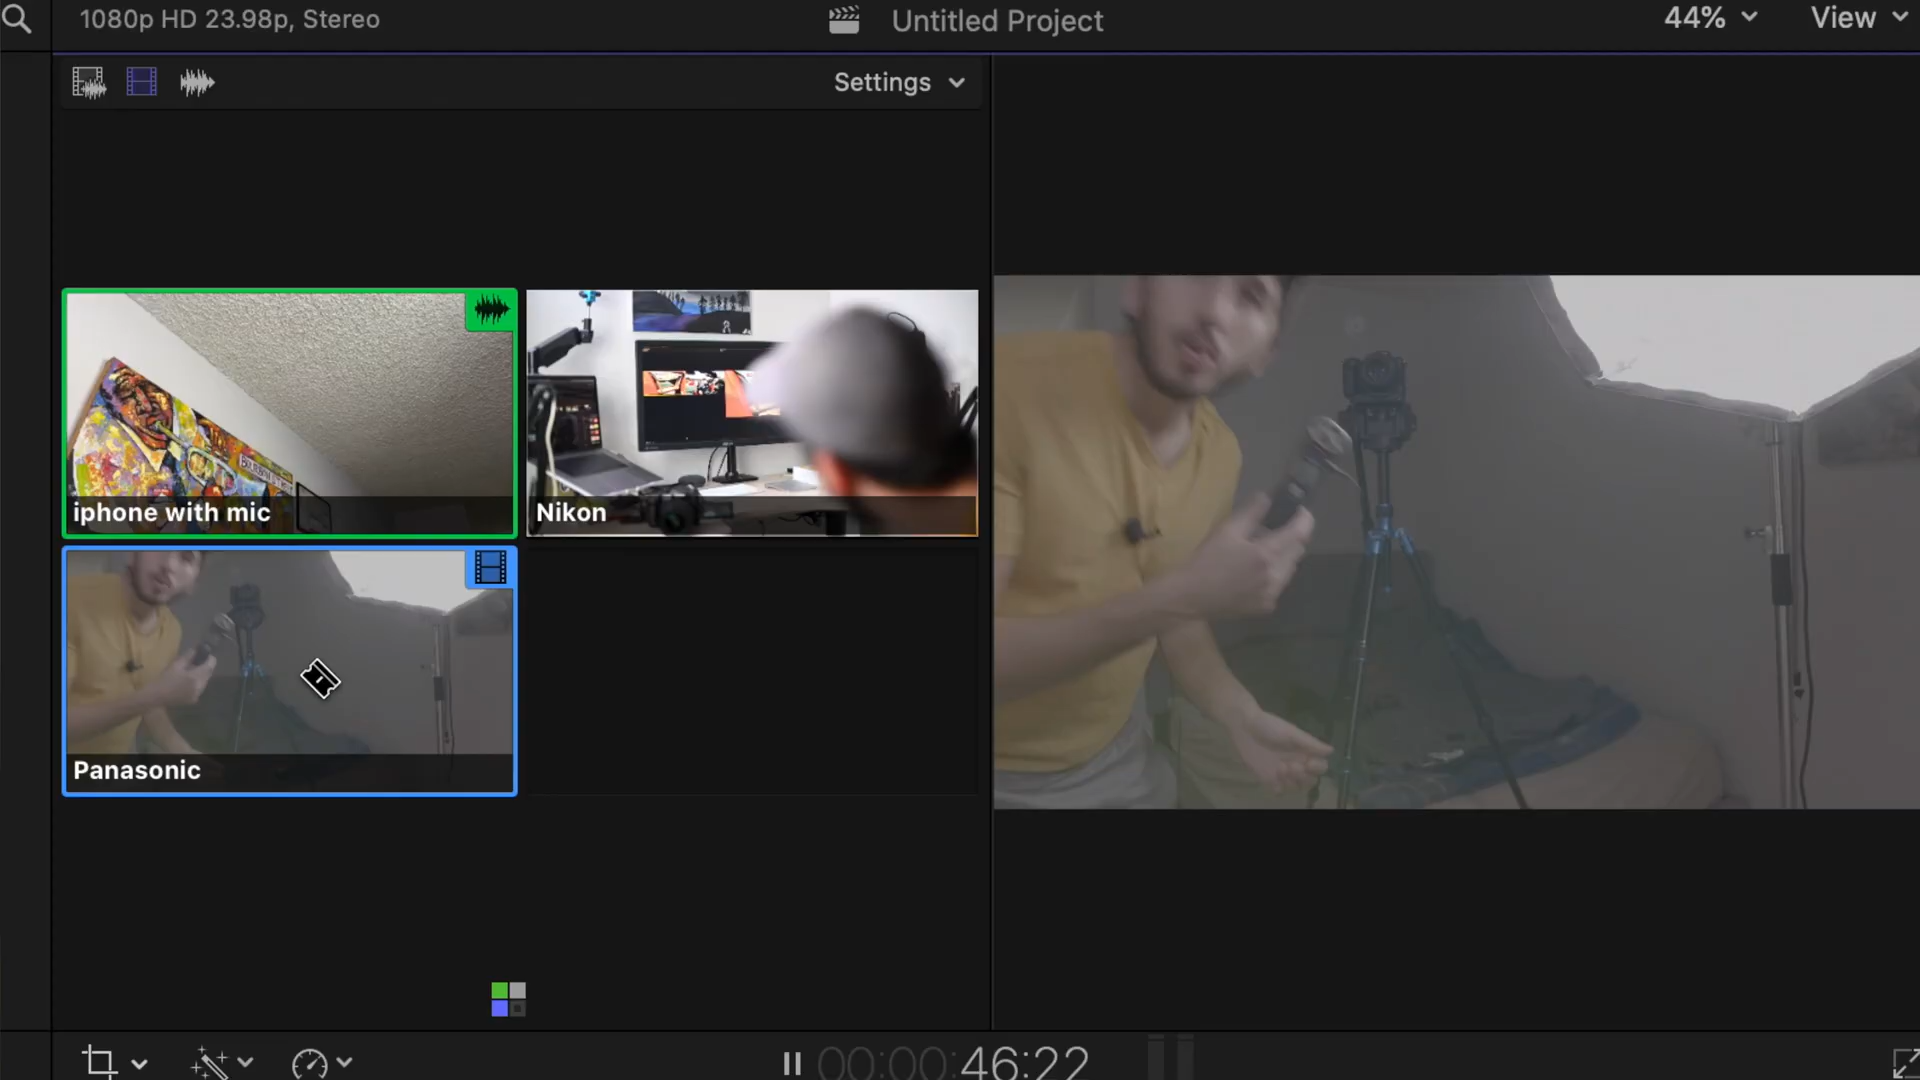 1080p HD 23.98p, Stereo
Untitled Project
44%
View
Settings
iphone with mic
Nikon
Panasonic
00:00:46:22